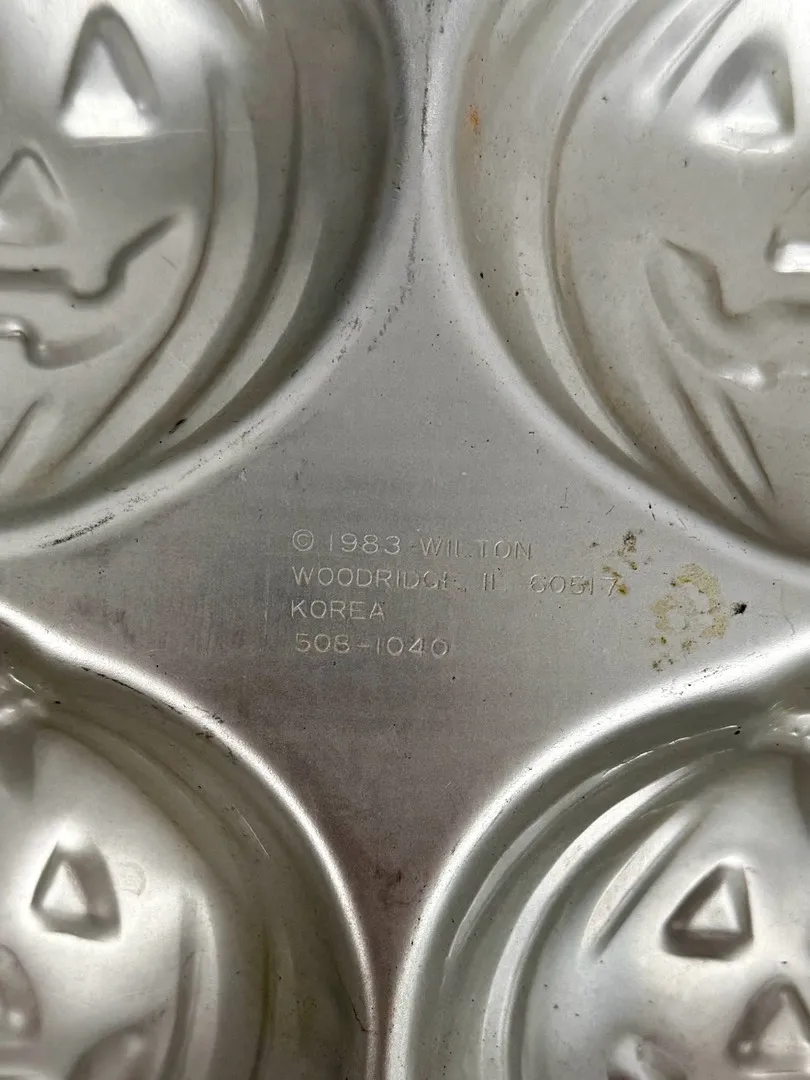 © 1983 WILTON
WOODRIDGE, IL 60517
KOREA
508-1040